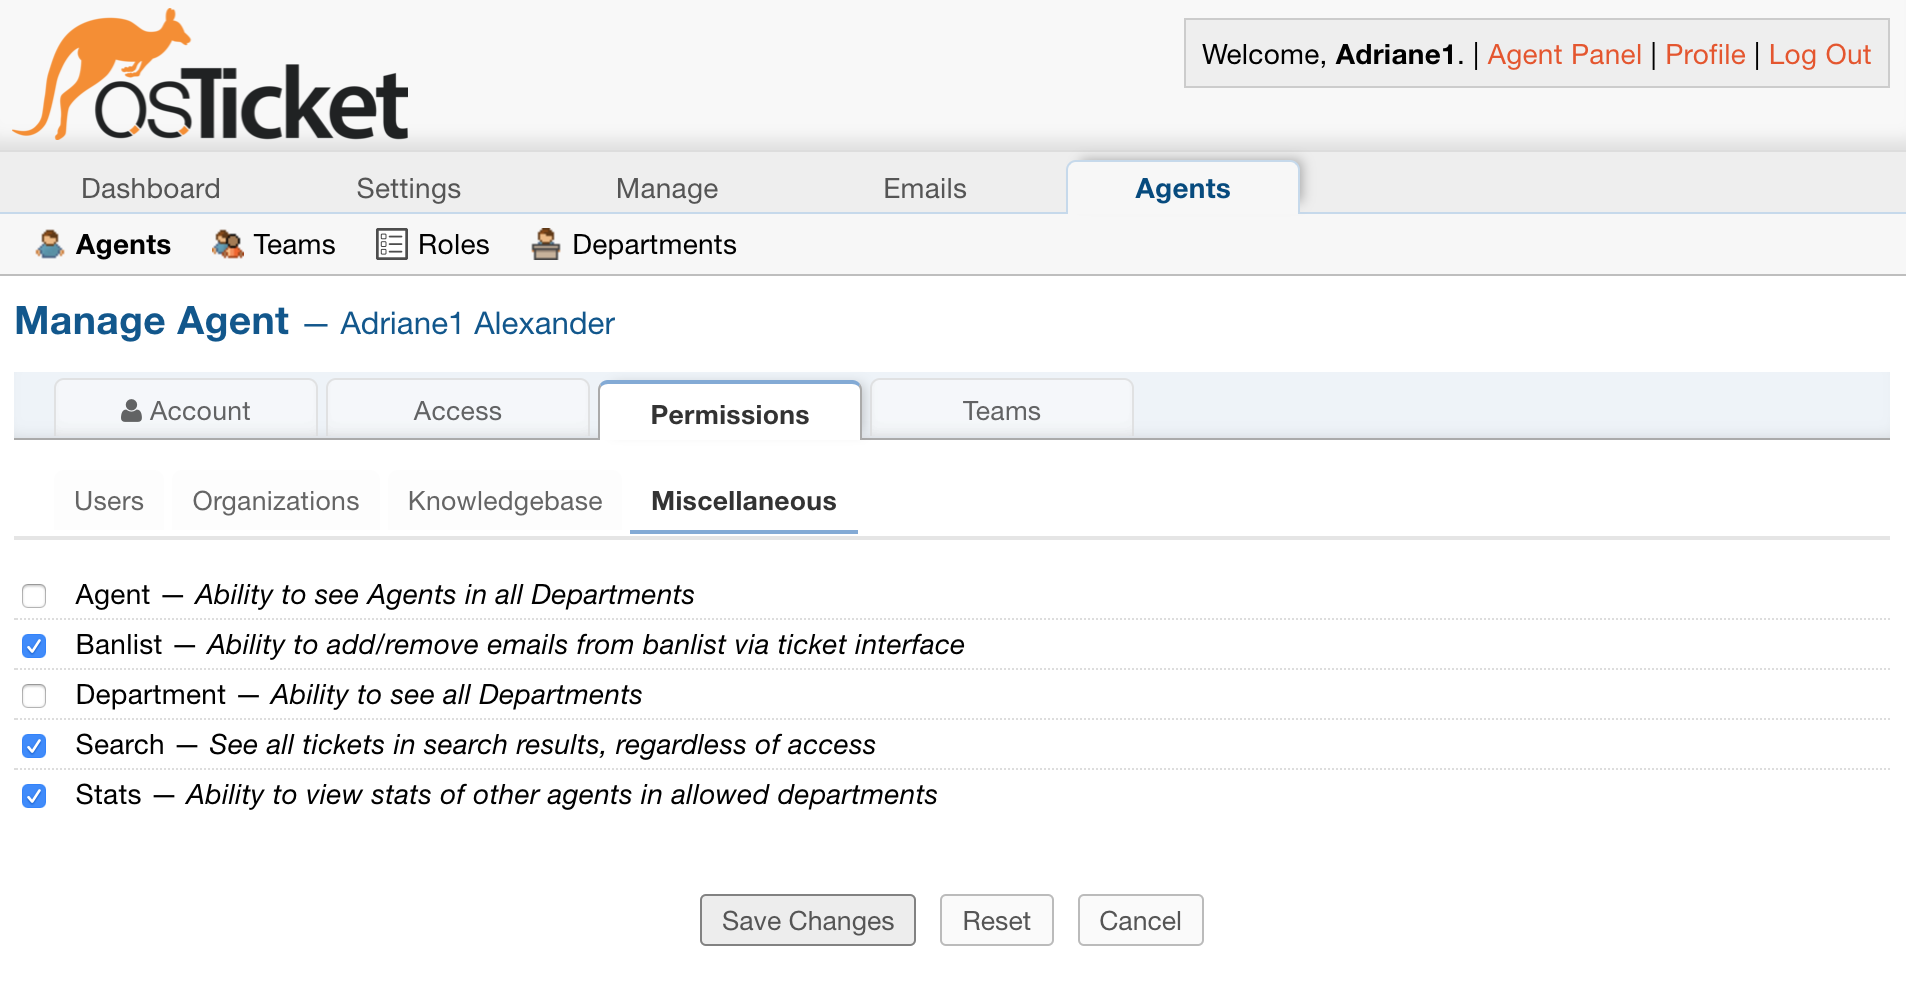 osTicket
Welcome, Adriane1. | Agent Panel | Profile | Log Out
Dashboard Settings Manage Emails Agents
Agents Teams Roles Departments
Manage Agent — Adriane1 Alexander
Account Access Permissions Teams
Users Organizations Knowledgebase Miscellaneous
Agent — Ability to see Agents in all Departments
Banlist — Ability to add/remove emails from banlist via ticket interface
Department — Ability to see all Departments
Search — See all tickets in search results, regardless of access
Stats — Ability to view stats of other agents in allowed departments
Save Changes Reset Cancel